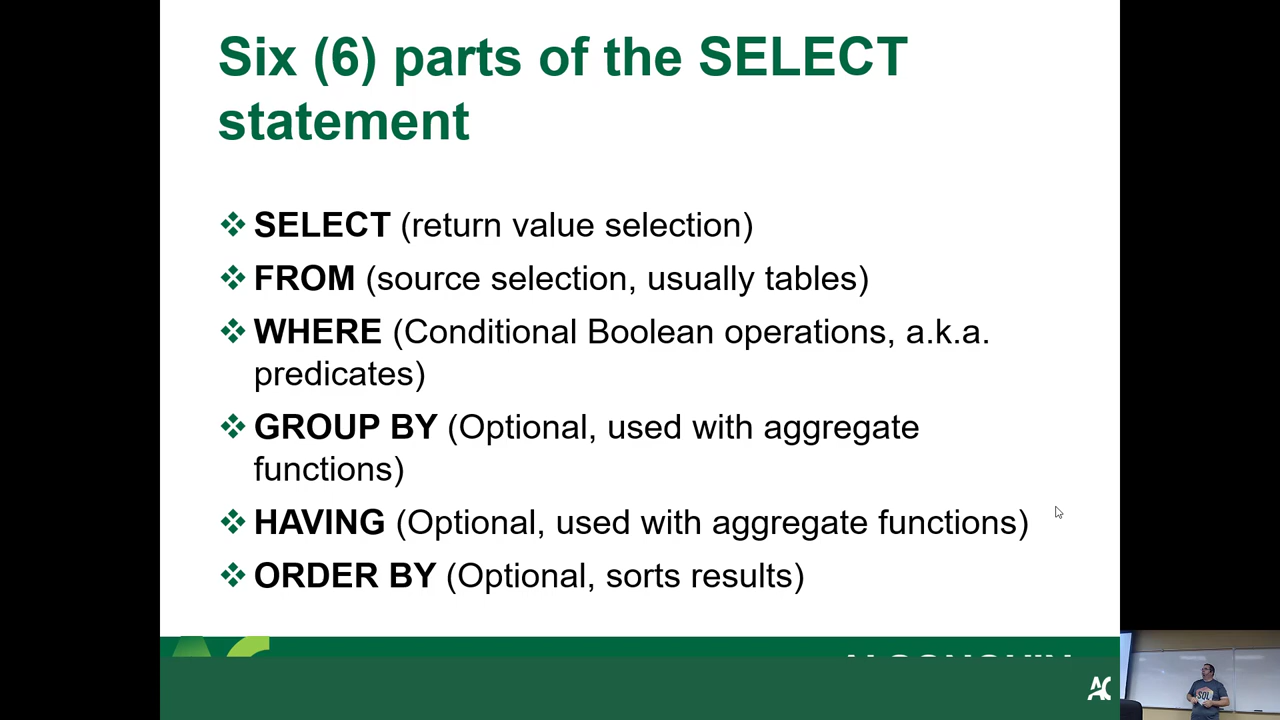 Six (6) parts of the SELECT
statement
❖ SELECT (return value selection)
❖ FROM (source selection, usually tables)
❖ WHERE (Conditional Boolean operations, a.k.a.
predicates)
❖ GROUP BY (Optional, used with aggregate
functions)
❖ HAVING (Optional, used with aggregate functions)
❖ ORDER BY (Optional, sorts results)
AC
SQL